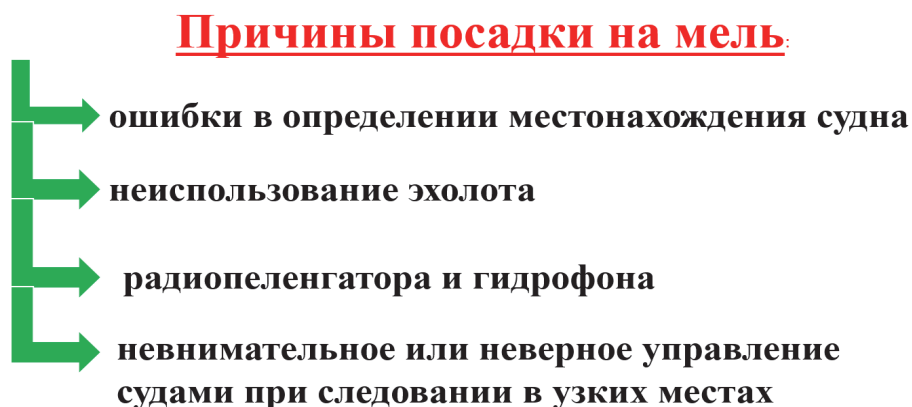 Причины посадки на мель:
ошибки в определении местонахождения судна
неиспользование эхолота
радиопеленгатора и гидрофона
невнимательное или неверное управление
судами при следовании в узких местах